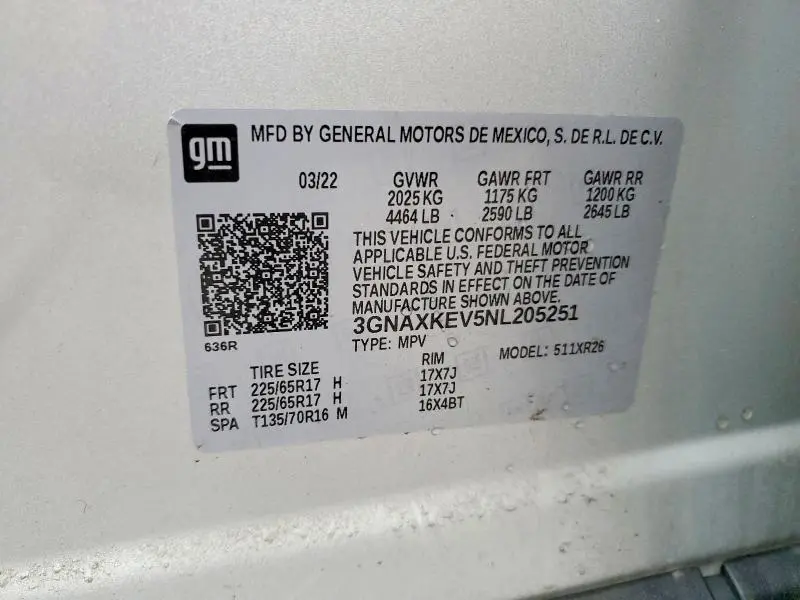 gm MFD BY GENERAL MOTORS DE MEXICO, S. DE R.L. DE C.V.
03/22 GVWR GAWR FRT GAWR RR
2025 KG 1175 KG 1200 KG
4464 LB 2590 LB 2645 LB
THIS VEHICLE CONFORMS TO ALL
APPLICABLE U.S. FEDERAL MOTOR
VEHICLE SAFETY AND THEFT PREVENTION
STANDARDS IN EFFECT ON THE DATE OF
MANUFACTURE SHOWN ABOVE.
3GNAXKEV5NL205251
636R
TYPE: MPV MODEL: 511XR26
TIRE SIZE RIM
FRT 225/65R17 H 17X7J
RR 225/65R17 H 17X7J
SPA T135/70R16 M 16X4BT